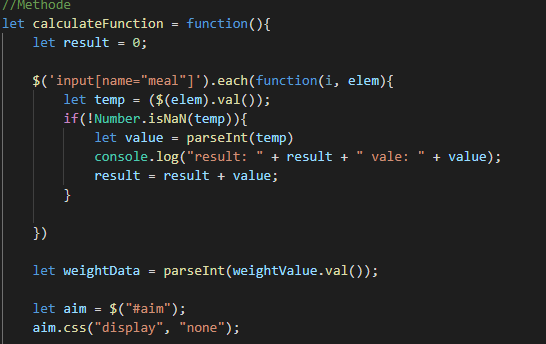 //Methode
let calculateFunction = function(){
let result = 0;
$('input[name="meal"]').each(function(i, elem){
let temp = ($(elem).val());
if(!Number.isNaN(temp)){
let value = parseInt(temp)
console.log("result: " + result + " vale: " + value);
result = result + value;
}
})
let weightData = parseInt(weightValue.val());
let aim = $("#aim");
aim.css("display", "none");